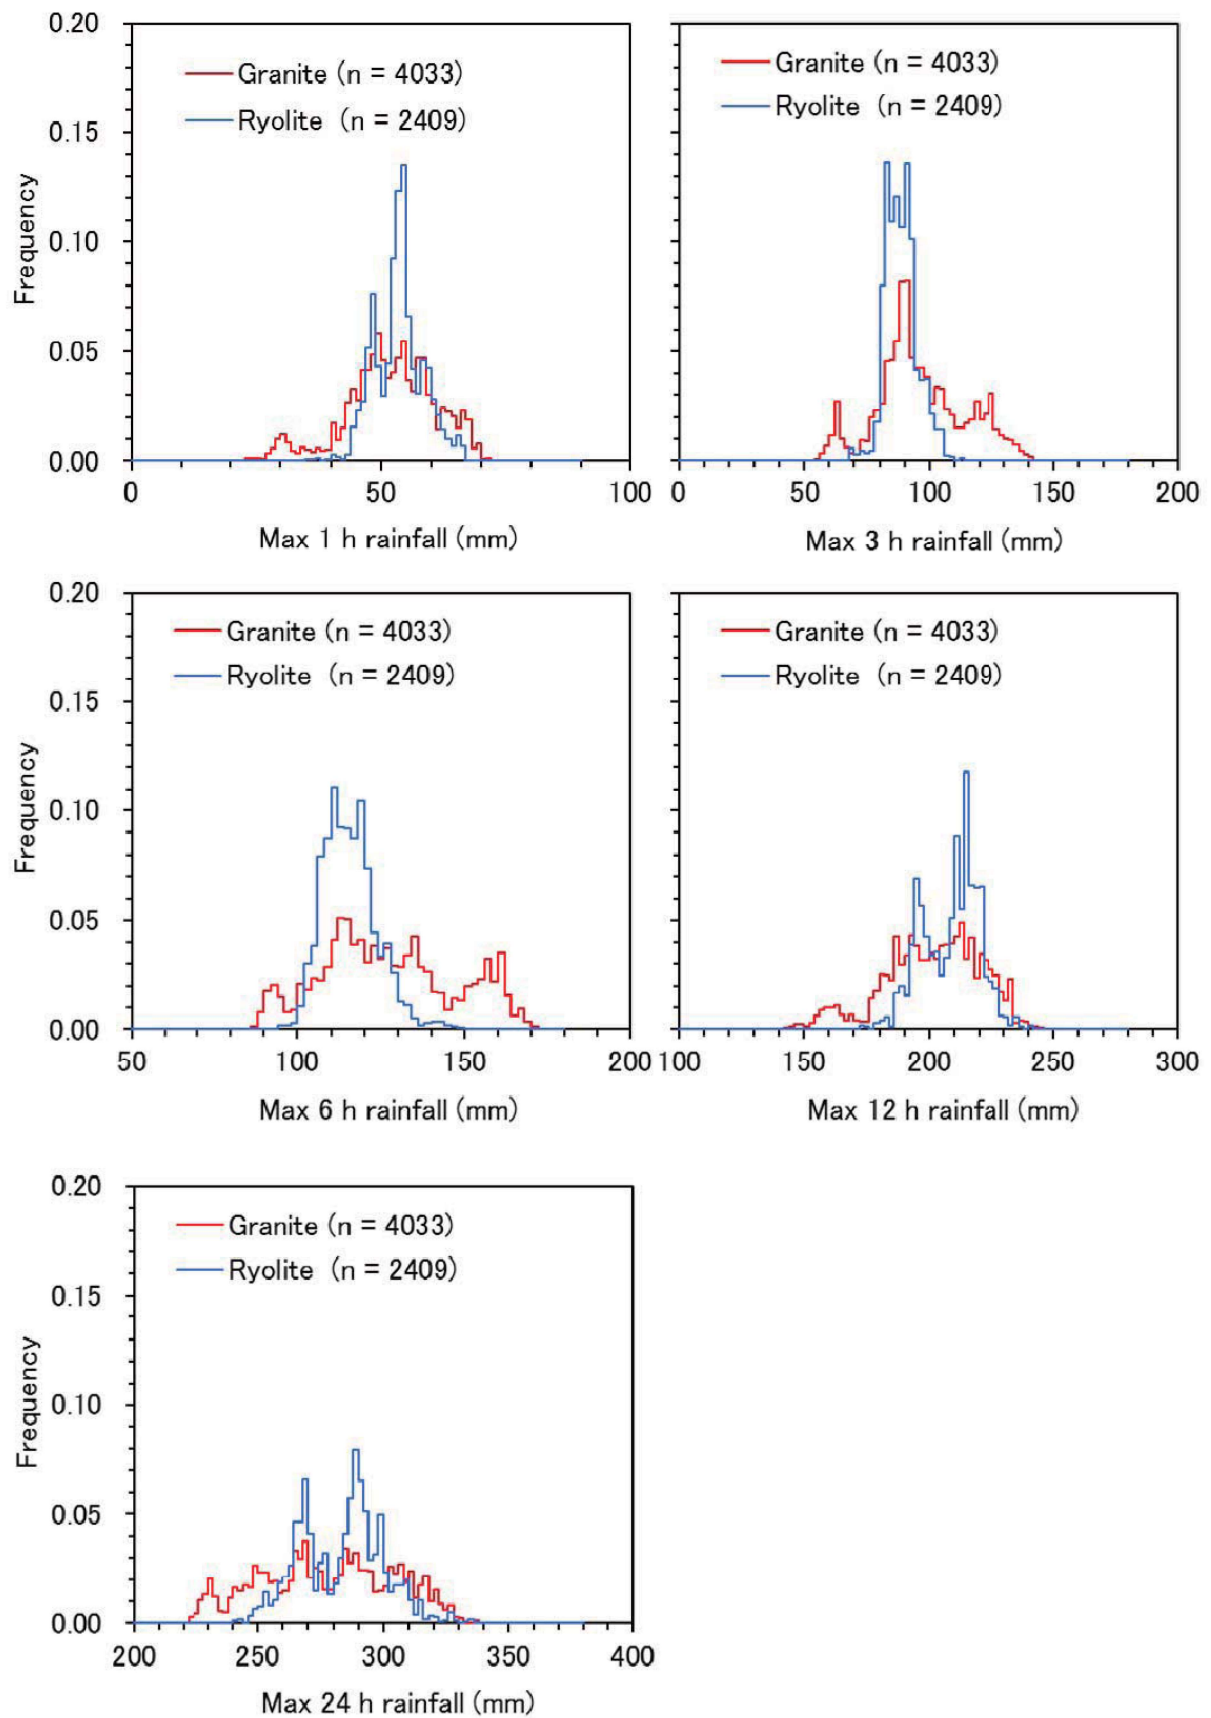 0.20
0.15
0.10
0.05
0.00
Frequency
Granite (n = 4033)
Ryolite (n = 2409)
0 50 100
Max 1 h rainfall (mm)
Granite (n = 4033)
Ryolite (n = 2409)
0 50 100 150 200
Max 3 h rainfall (mm)
0.20
0.15
0.10
0.05
0.00
Frequency
Granite (n = 4033)
Ryolite (n = 2409)
50 100 150 200
Max 6 h rainfall (mm)
Granite (n = 4033)
Ryolite (n = 2409)
100 150 200 250 300
Max 12 h rainfall (mm)
0.20
0.15
0.10
0.05
0.00
Frequency
Granite (n = 4033)
Ryolite (n = 2409)
200 250 300 350 400
Max 24 h rainfall (mm)